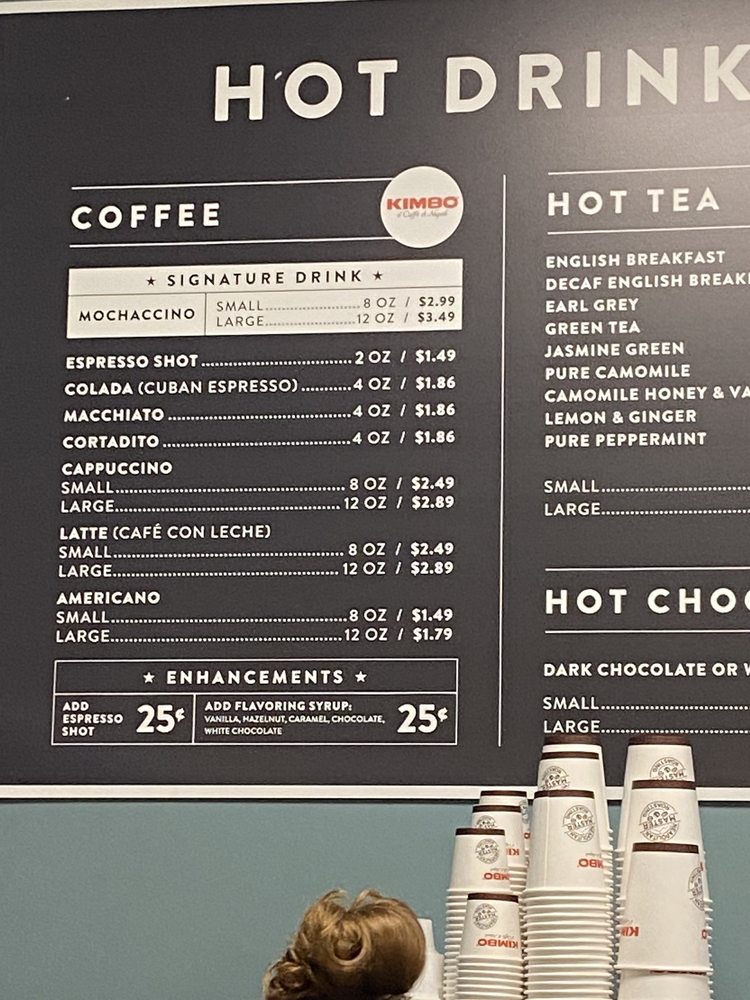 HOT DRINK
COFFEE
KIMBO
★ SIGNATURE DRINK ★
MOCHACCINO
SMALL 8 OZ / $2.99
LARGE 12 OZ / $3.49
ESPRESSO SHOT 2 OZ / $1.49
COLADA (CUBAN ESPRESSO) 4 OZ / $1.86
MACCHIATO 4 OZ / $1.86
CORTADITO 4 OZ / $1.86
CAPPUCCINO
SMALL 8 OZ / $2.49
LARGE 12 OZ / $2.89
LATTE (CAFÉ CON LECHE)
SMALL 8 OZ / $2.49
LARGE 12 OZ / $2.89
AMERICANO
SMALL 8 OZ / $1.49
LARGE 12 OZ / $1.79
★ ENHANCEMENTS ★
ADD
ESPRESSO
SHOT
25¢
ADD FLAVORING SYRUP:
VANILLA, HAZELNUT, CARAMEL, CHOCOLATE,
WHITE CHOCOLATE
25¢
HOT TEA
ENGLISH BREAKFAST
DECAF ENGLISH BREAK
EARL GREY
GREEN TEA
JASMINE GREEN
PURE CAMOMILE
CAMOMILE HONEY & VA
LEMON & GINGER
PURE PEPPERMINT
SMALL
LARGE
HOT CHOC
DARK CHOCOLATE OR W
SMALL
LARGE
KIMBO
KIMBO
KIMBO
KIMBO